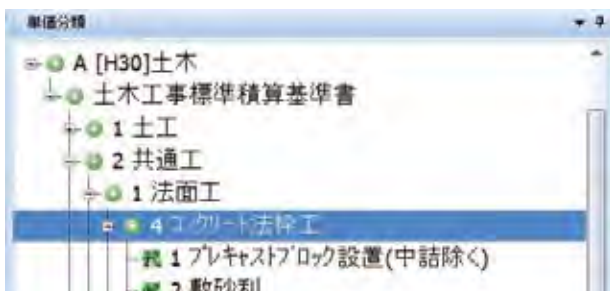 単価分類
A [H30]土木
土木工事標準積算基準書
1 土工
2 共通工
1 法面工
4 コンクリート法枠工
1 プレキャストブロック設置(中詰除く)
2 敷砂利